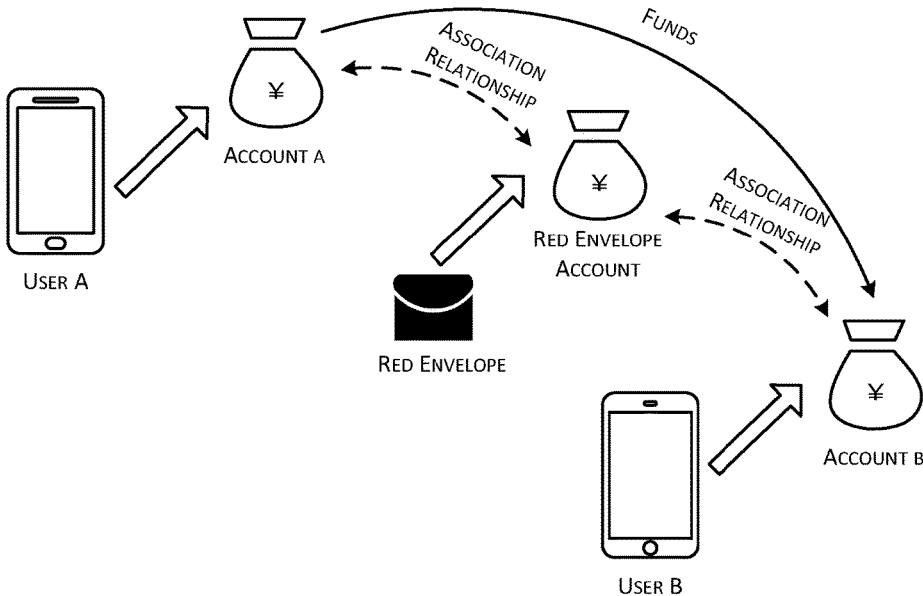 FUNDS
ASSOCIATION
RELATIONSHIP
¥
ACCOUNT A
USER A
¥
RED ENVELOPE
ACCOUNT
ASSOCIATION
RELATIONSHIP
RED ENVELOPE
¥
ACCOUNT B
USER B